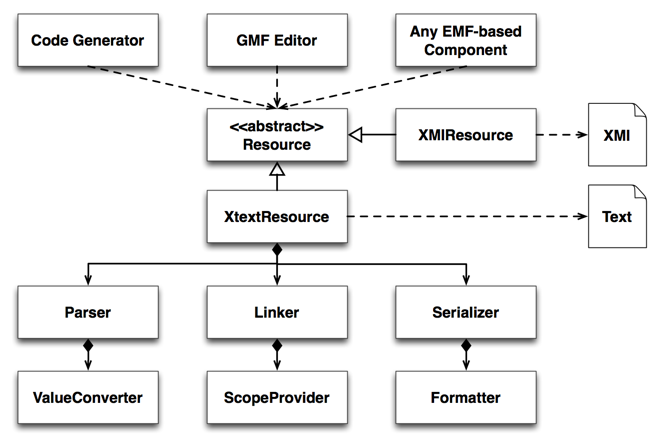 Code Generator
GMF Editor
Any EMF-based
Component
<<abstract>>
Resource
XMIResource
XMI
XtextResource
Text
Parser
Linker
Serializer
ValueConverter
ScopeProvider
Formatter